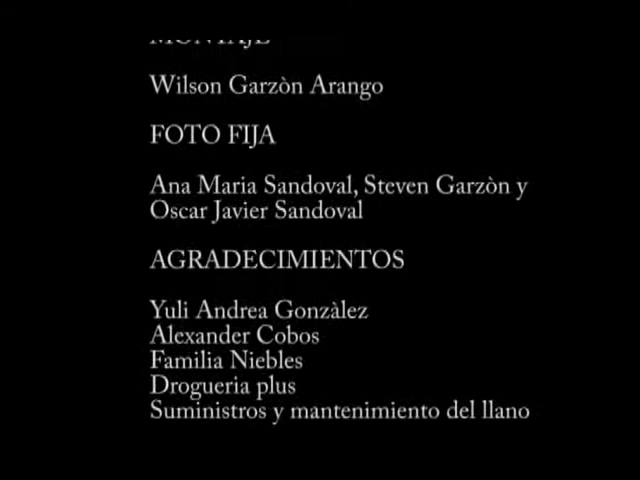 MONTAJE
Wilson Garzòn Arango
FOTO FIJA
Ana Maria Sandoval, Steven Garzòn y
Oscar Javier Sandoval
AGRADECIMIENTOS
Yuli Andrea Gonzàlez
Alexander Cobos
Familia Niebles
Drogueria plus
Suministros y mantenimiento del llano